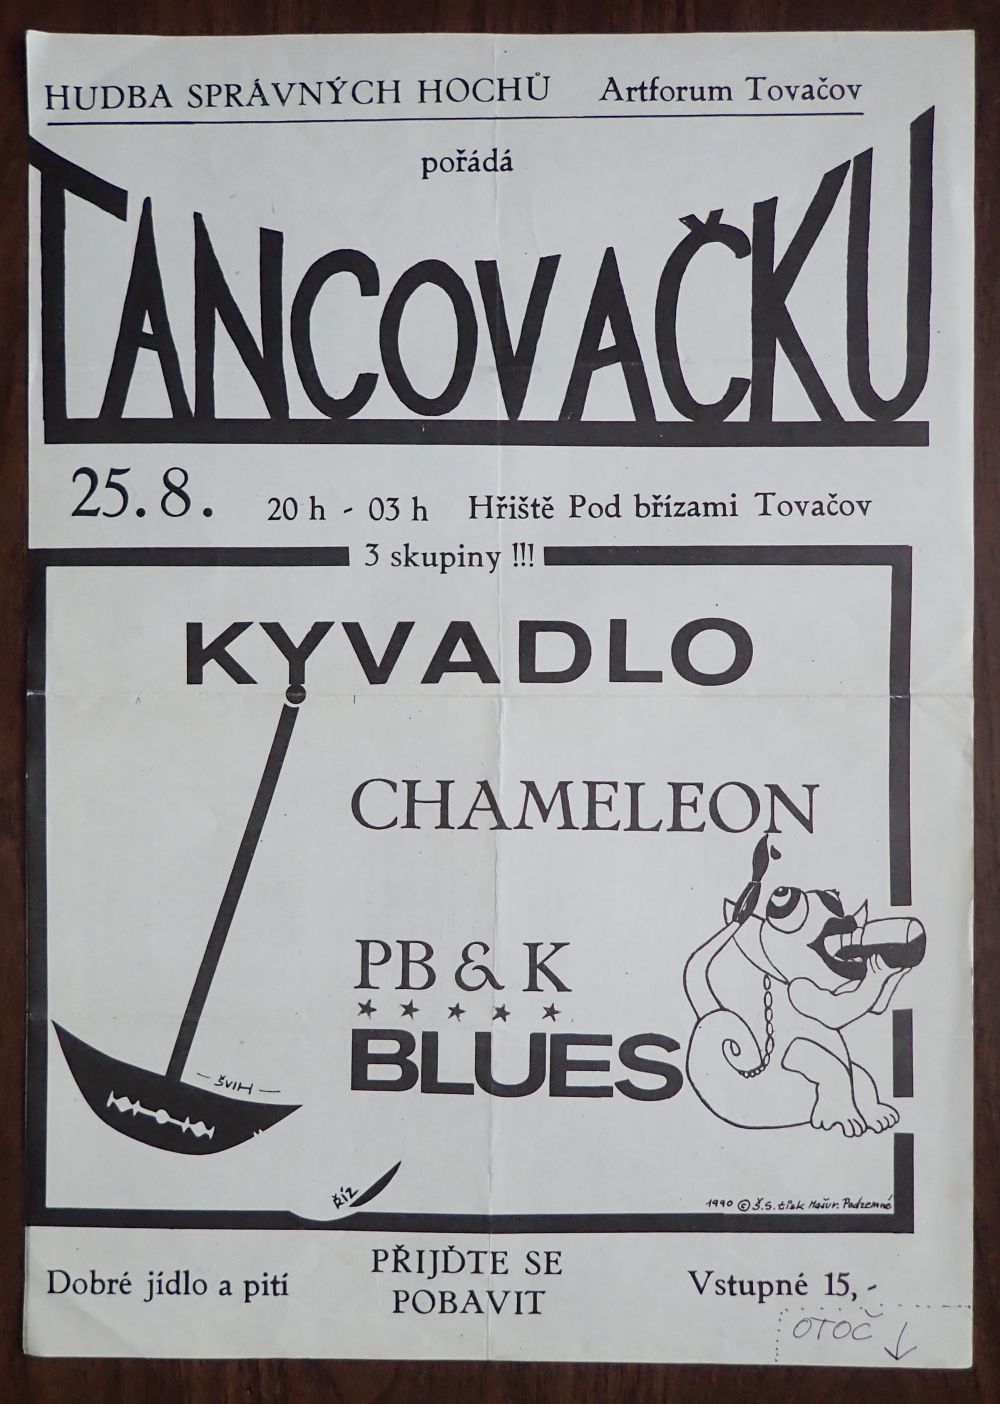 HUDBA SPRÁVNÝCH HOCHŮ Artforum Tovačov
pořádá
TANCOVAČKU
25.8. 20 h - 03 h Hřiště Pod břízami Tovačov
3 skupiny !!!
KYVADLO
CHAMELEON
PB & K
BLUES
– ŠVIH –
ŘÍZ
1990 © Š.S. tisk Mašur. Podzemné
Dobré jídlo a pití
PŘIJĎTE SE
POBAVIT
Vstupné 15,-
OTOČ